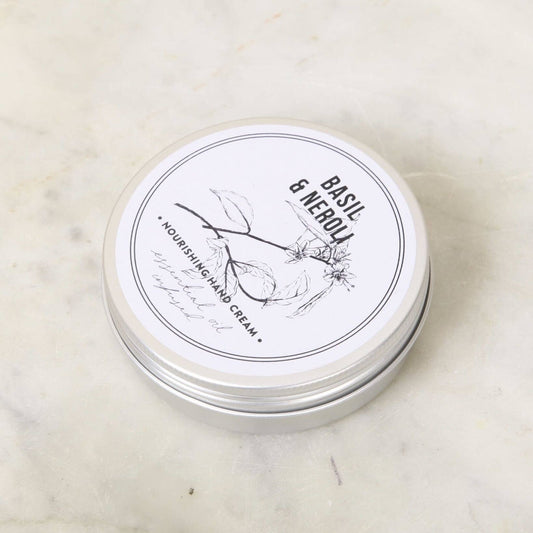 BASIL
& NEROLI
• NOURISHING HAND CREAM •
essential oil
infused